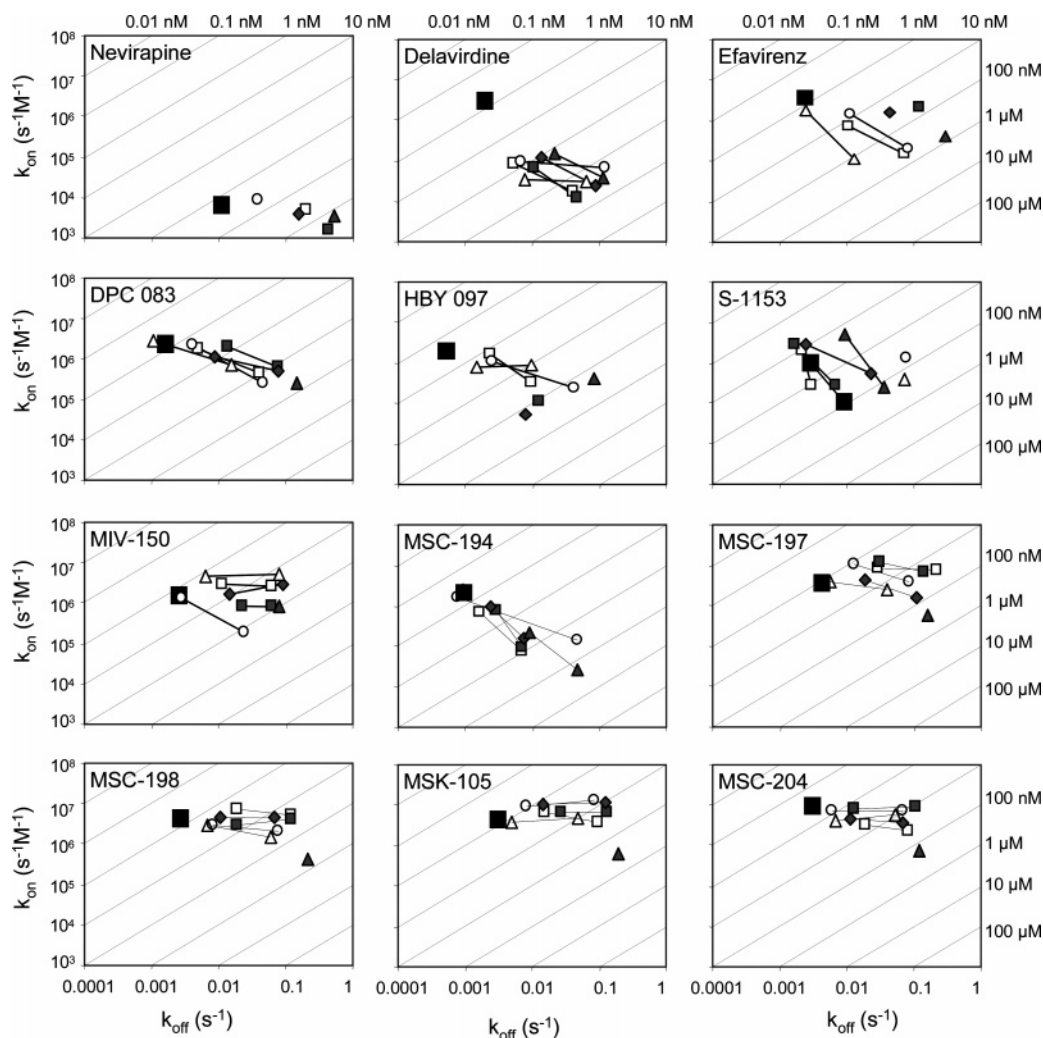 0.01 nM 0.1 nM 1 nM 10 nM 0.01 nM 0.1 nM 1 nM 10 nM 0.01 nM 0.1 nM 1 nM 10 nM
Nevirapine Delavirdine Efavirenz
k_on (s⁻¹M⁻¹)
10⁸
10⁷
10⁶
10⁵
10⁴
10³
100 nM
1 µM
10 µM
100 µM
DPC 083 HBY 097 S-1153
k_on (s⁻¹M⁻¹)
10⁸
10⁷
10⁶
10⁵
10⁴
10³
100 nM
1 µM
10 µM
100 µM
MIV-150 MSC-194 MSC-197
k_on (s⁻¹M⁻¹)
10⁸
10⁷
10⁶
10⁵
10⁴
10³
100 nM
1 µM
10 µM
100 µM
MSC-198 MSK-105 MSC-204
k_on (s⁻¹M⁻¹)
10⁸
10⁷
10⁶
10⁵
10⁴
10³
100 nM
1 µM
10 µM
100 µM
0.0001 0.001 0.01 0.1 1 0.0001 0.001 0.01 0.1 1 0.0001 0.001 0.01 0.1 1
k_off (s⁻¹) k_off (s⁻¹) k_off (s⁻¹)